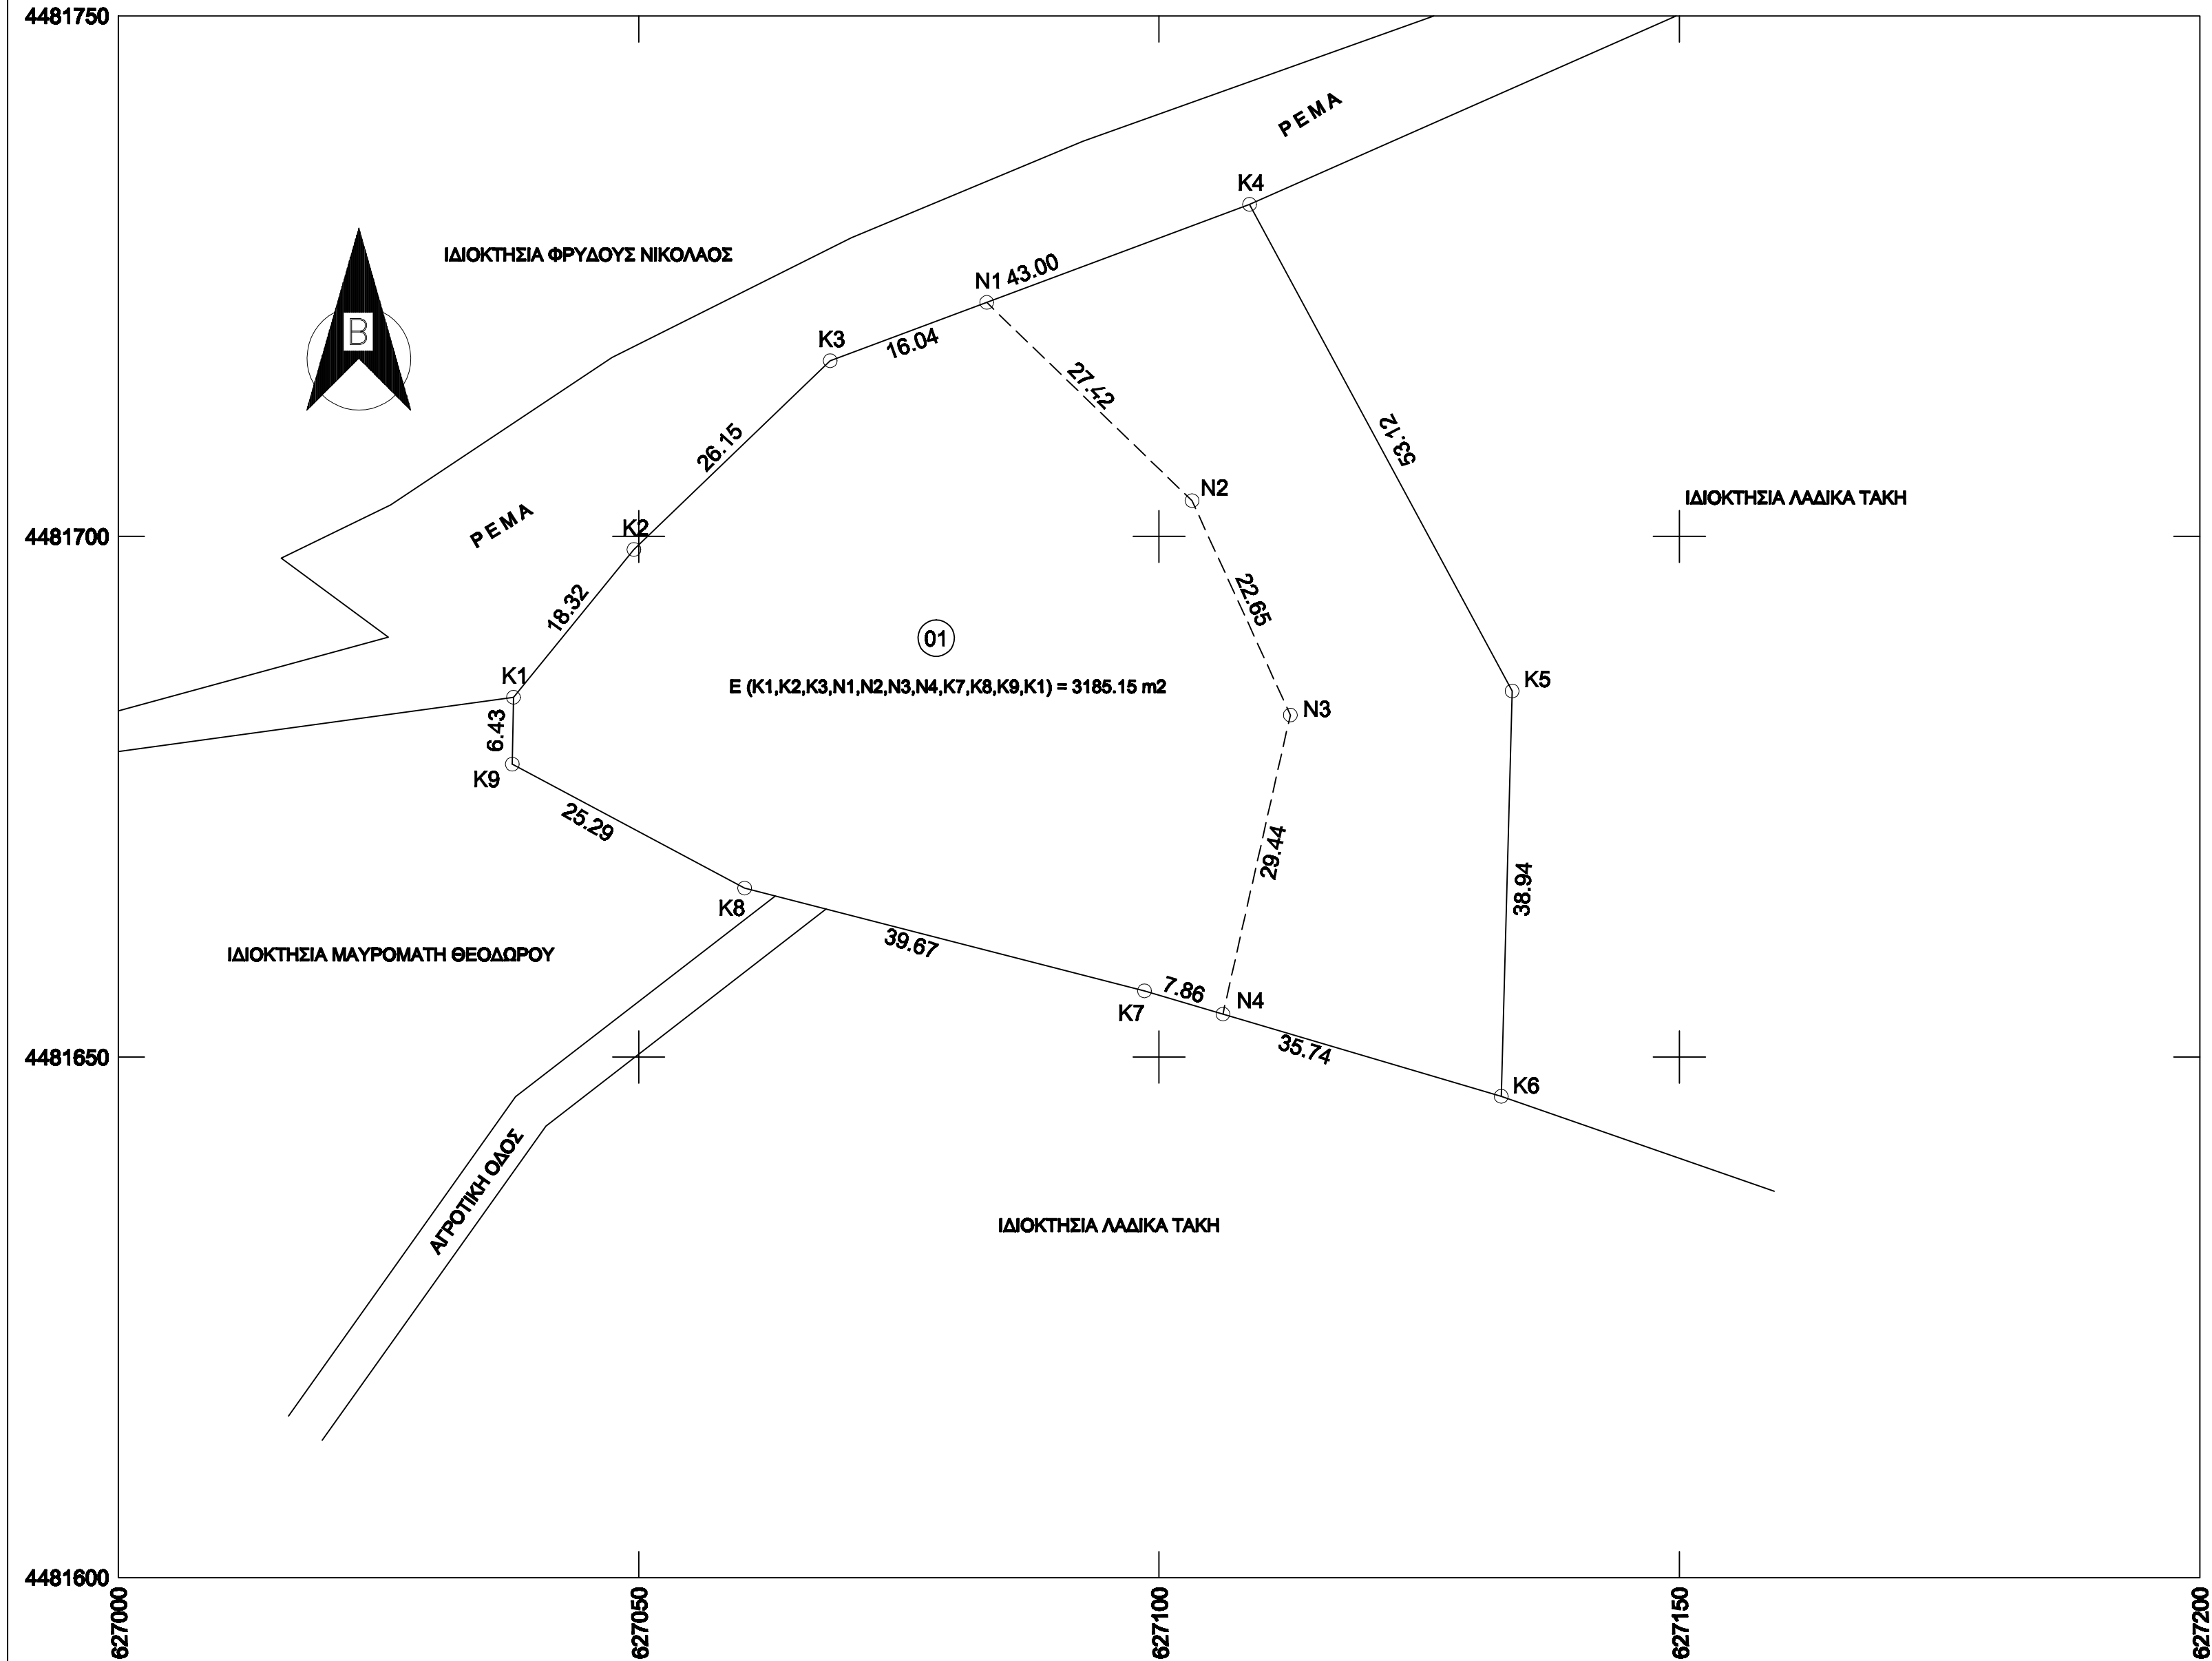 4481750
ΡΕΜΑ
K4
ΙΔΙΟΚΤΗΣΙΑ ΦΡΥΔΟΥΣ ΝΙΚΟΛΑΟΣ
N1
43.00
B
K3
16.04
27.42
53.12
26.15
N2
ΙΔΙΟΚΤΗΣΙΑ ΛΑΔΙΚΑ ΤΑΚΗ
ΡΕΜΑ
K2
4481700
18.32
22.65
01
K1
E (K1,K2,K3,N1,N2,N3,N4,K7,K8,K9,K1) = 3185.15 m2
K5
N3
6.43
K9
25.29
29.44
38.94
K8
39.67
ΙΔΙΟΚΤΗΣΙΑ ΜΑΥΡΟΜΑΤΗ ΘΕΟΔΩΡΟΥ
7.86
N4
K7
35.74
4481650
K6
ΑΓΡΟΤΙΚΗ ΟΔΟΣ
ΙΔΙΟΚΤΗΣΙΑ ΛΑΔΙΚΑ ΤΑΚΗ
4481600
627000
627050
627100
627150
627200